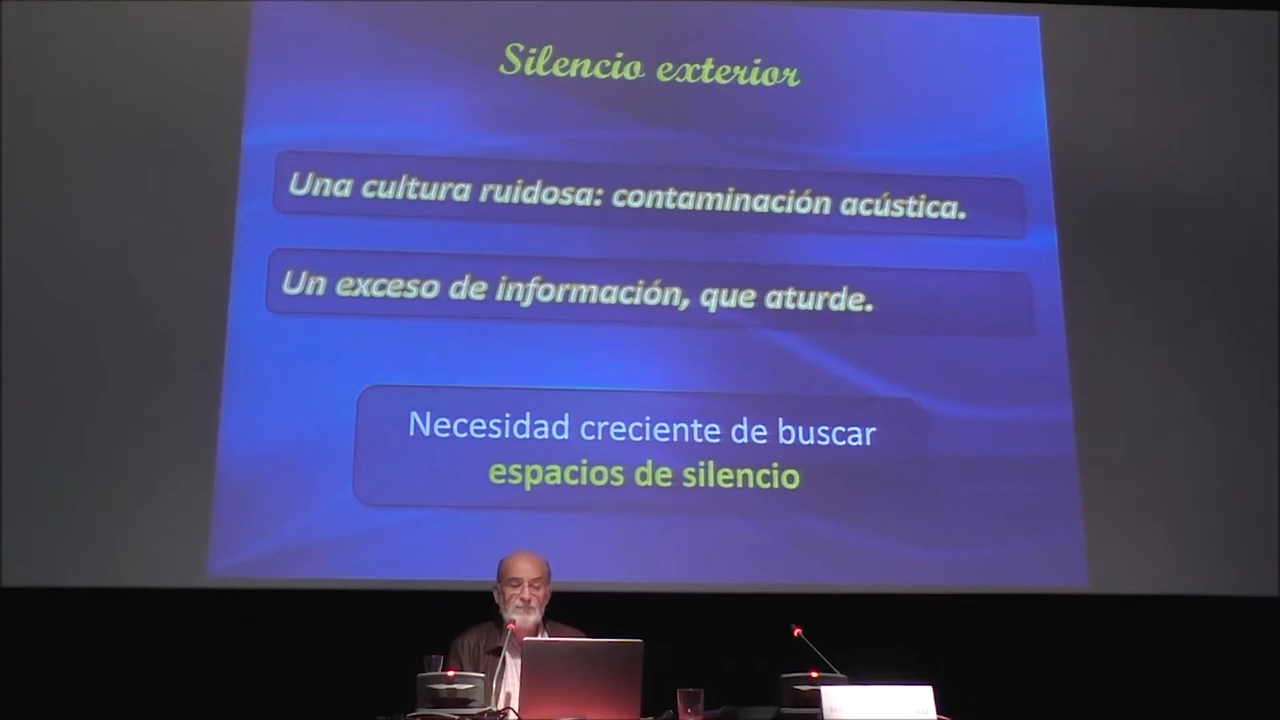 Silencio exterior
Una cultura ruidosa: contaminación acústica.
Un exceso de información, que aturde.
Necesidad creciente de buscar
espacios de silencio